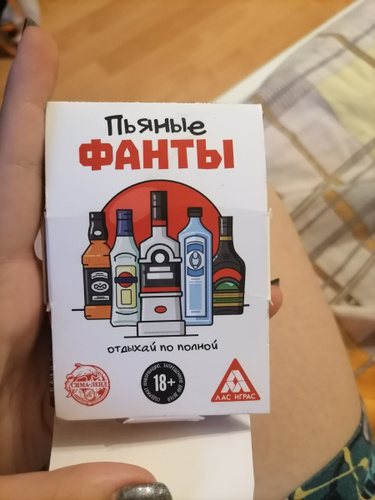 Пьяные
ФАНТЫ
отдыхай по полной
СИМА-ЛЕНД
18+
ЛАС ИГРАС